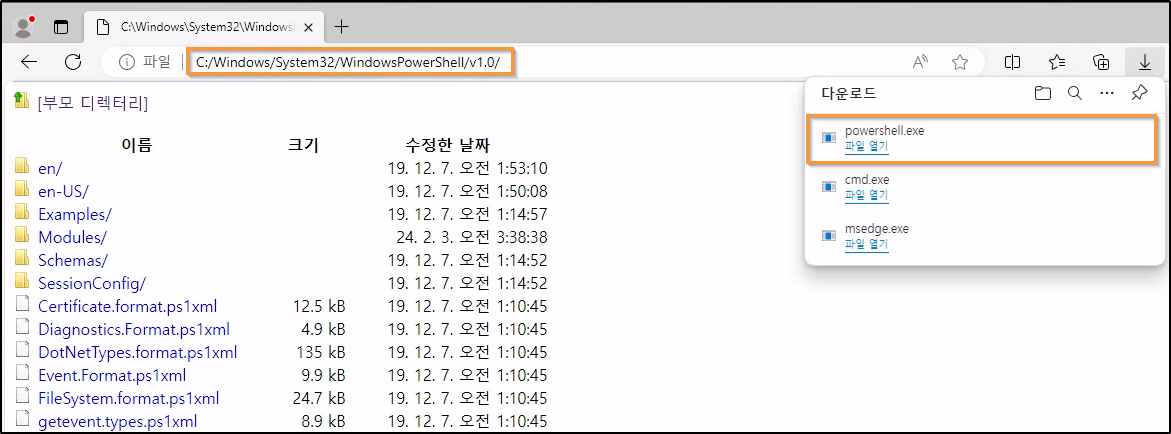 C:\Windows\System32\Windows
파일 C:/Windows/System32/WindowsPowerShell/v1.0/
다운로드
powershell.exe
파일 열기
cmd.exe
파일 열기
msedge.exe
파일 열기
[부모 디렉터리]
이름 크기 수정한 날짜
en/ 19. 12. 7. 오전 1:53:10
en-US/ 19. 12. 7. 오전 1:50:08
Examples/ 19. 12. 7. 오전 1:14:57
Modules/ 24. 2. 3. 오전 3:38:38
Schemas/ 19. 12. 7. 오전 1:14:52
SessionConfig/ 19. 12. 7. 오전 1:14:52
Certificate.format.ps1xml 12.5 kB 19. 12. 7. 오전 1:10:45
Diagnostics.Format.ps1xml 4.9 kB 19. 12. 7. 오전 1:10:45
DotNetTypes.format.ps1xml 135 kB 19. 12. 7. 오전 1:10:45
Event.Format.ps1xml 9.9 kB 19. 12. 7. 오전 1:10:45
FileSystem.format.ps1xml 24.7 kB 19. 12. 7. 오전 1:10:45
getevent.types.ps1xml 8.9 kB 19. 12. 7. 오전 1:10:45